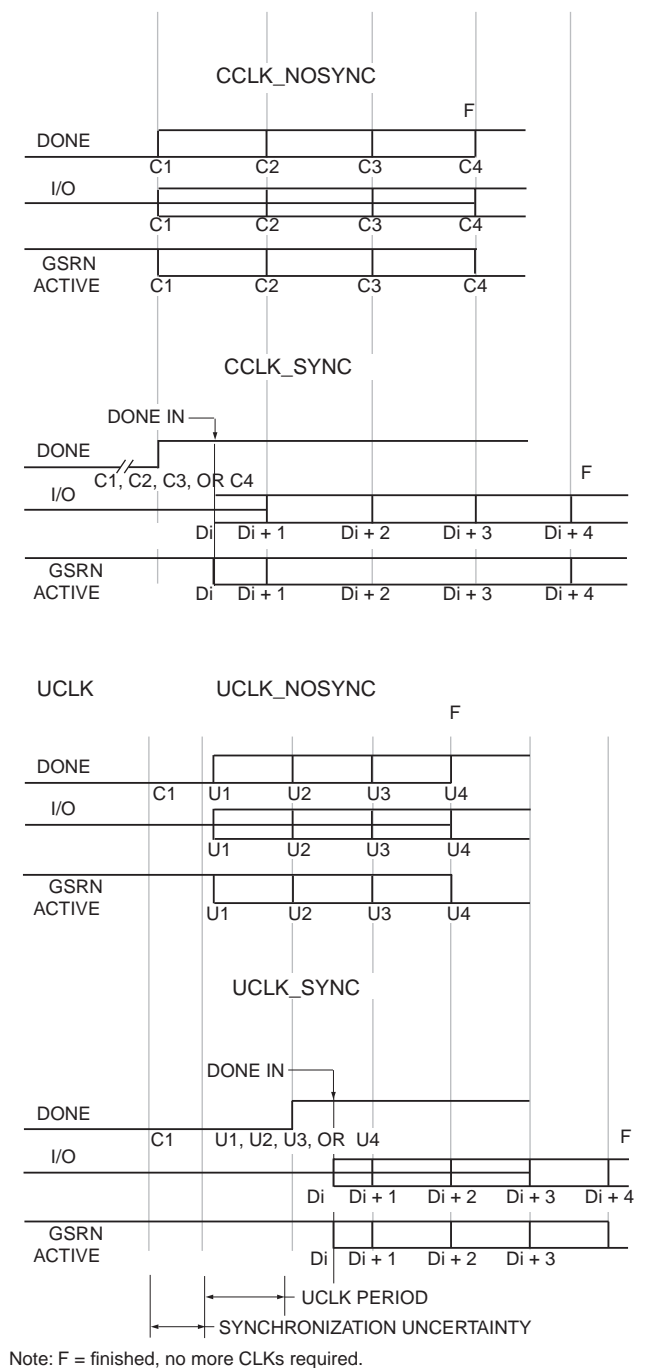 CCLK_NOSYNC
F
DONE
C1 C2 C3 C4
I/O
C1 C2 C3 C4
GSRN
ACTIVE
C1 C2 C3 C4
CCLK_SYNC
DONE IN
DONE
C1, C2, C3, OR C4
F
I/O
Di Di + 1 Di + 2 Di + 3 Di + 4
GSRN
ACTIVE
Di Di + 1 Di + 2 Di + 3 Di + 4
UCLK UCLK_NOSYNC
F
DONE
C1 U1 U2 U3 U4
I/O
U1 U2 U3 U4
GSRN
ACTIVE
U1 U2 U3 U4
UCLK_SYNC
DONE IN
DONE
C1 U1, U2, U3, OR U4
F
I/O
Di Di + 1 Di + 2 Di + 3 Di + 4
GSRN
ACTIVE
Di Di + 1 Di + 2 Di + 3
UCLK PERIOD
SYNCHRONIZATION UNCERTAINTY
Note: F = finished, no more CLKs required.